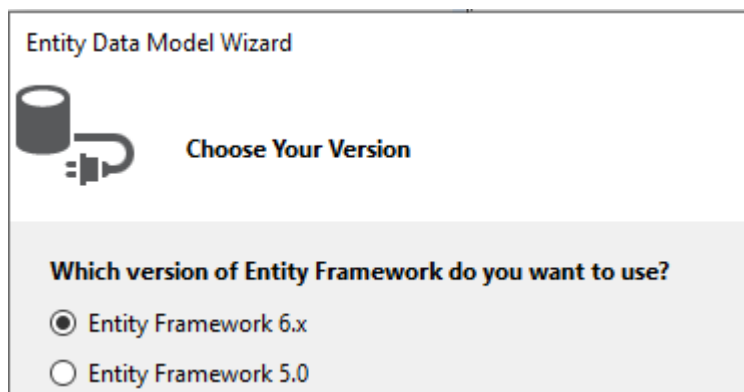 Entity Data Model Wizard
Choose Your Version
Which version of Entity Framework do you want to use?
Entity Framework 6.x
Entity Framework 5.0